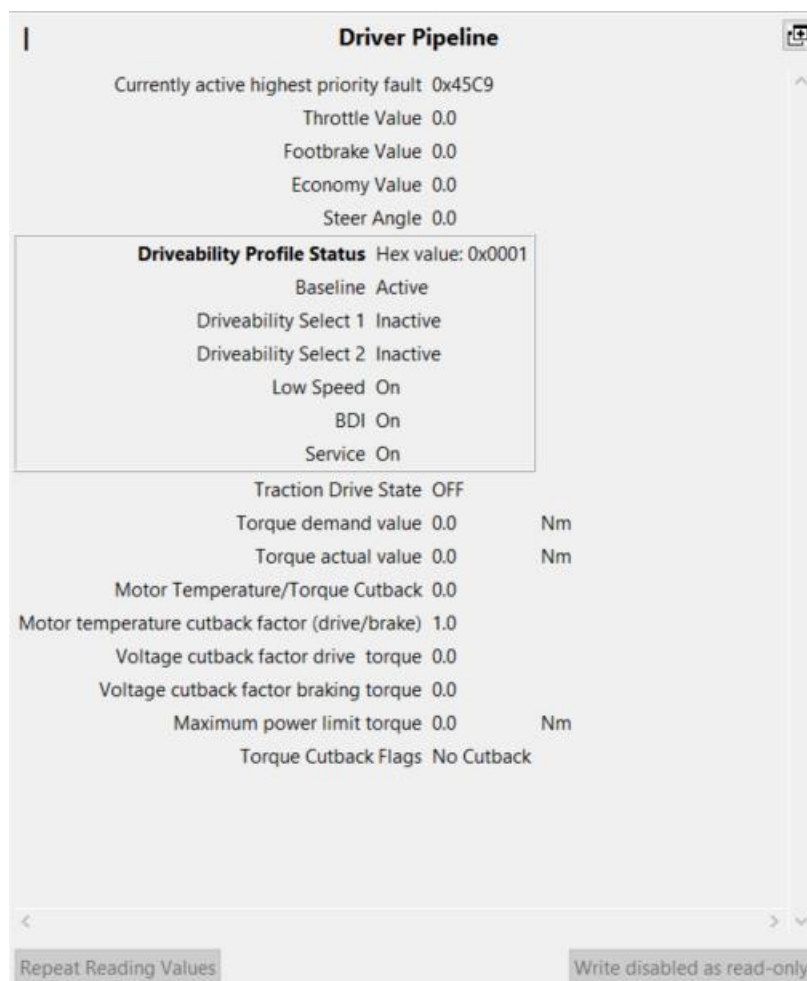 Driver Pipeline
Currently active highest priority fault 0x45C9
Throttle Value 0.0
Footbrake Value 0.0
Economy Value 0.0
Steer Angle 0.0
Driveability Profile Status Hex value: 0x0001
Baseline Active
Driveability Select 1 Inactive
Driveability Select 2 Inactive
Low Speed On
BDI On
Service On
Traction Drive State OFF
Torque demand value 0.0 Nm
Torque actual value 0.0 Nm
Motor Temperature/Torque Cutback 0.0
Motor temperature cutback factor (drive/brake) 1.0
Voltage cutback factor drive torque 0.0
Voltage cutback factor braking torque 0.0
Maximum power limit torque 0.0 Nm
Torque Cutback Flags No Cutback
Repeat Reading Values Write disabled as read-only